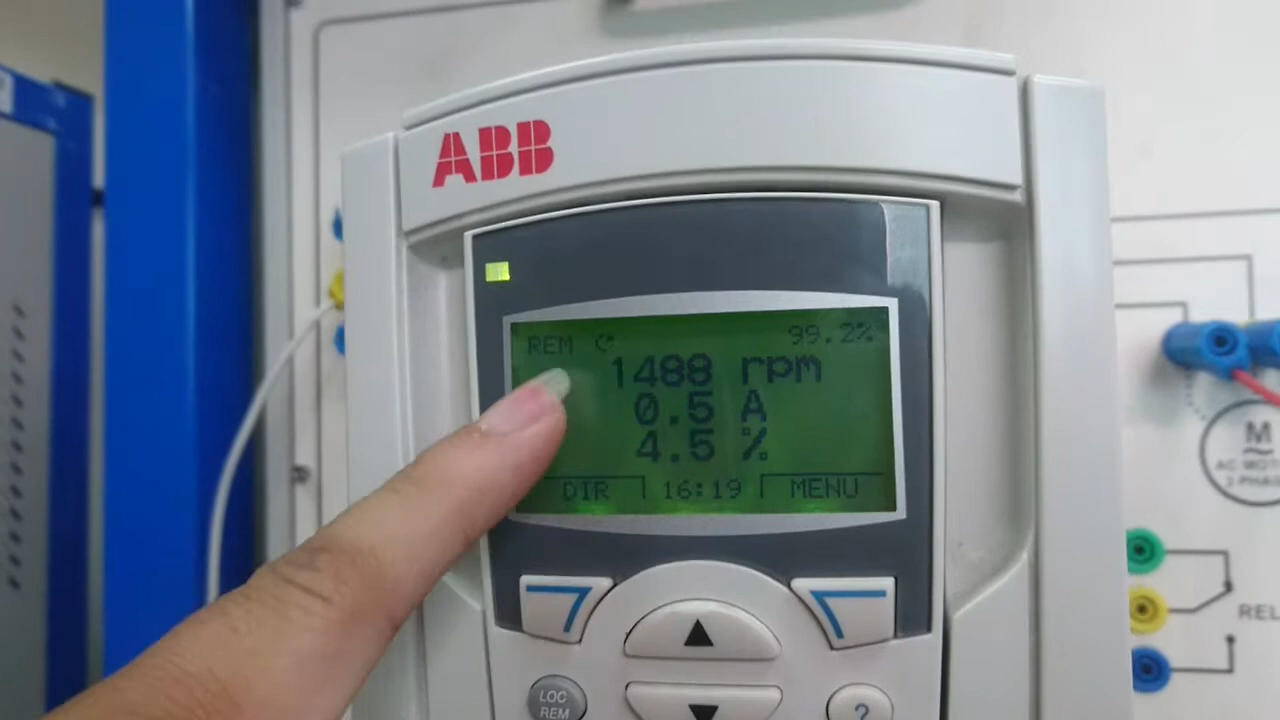 ABB
REM 99.2%
1488 rpm
0.5 A
4.5 %
DIR 16:19 MENU
LOC
REM
?
M
AC MOT
3 PHAS
REL